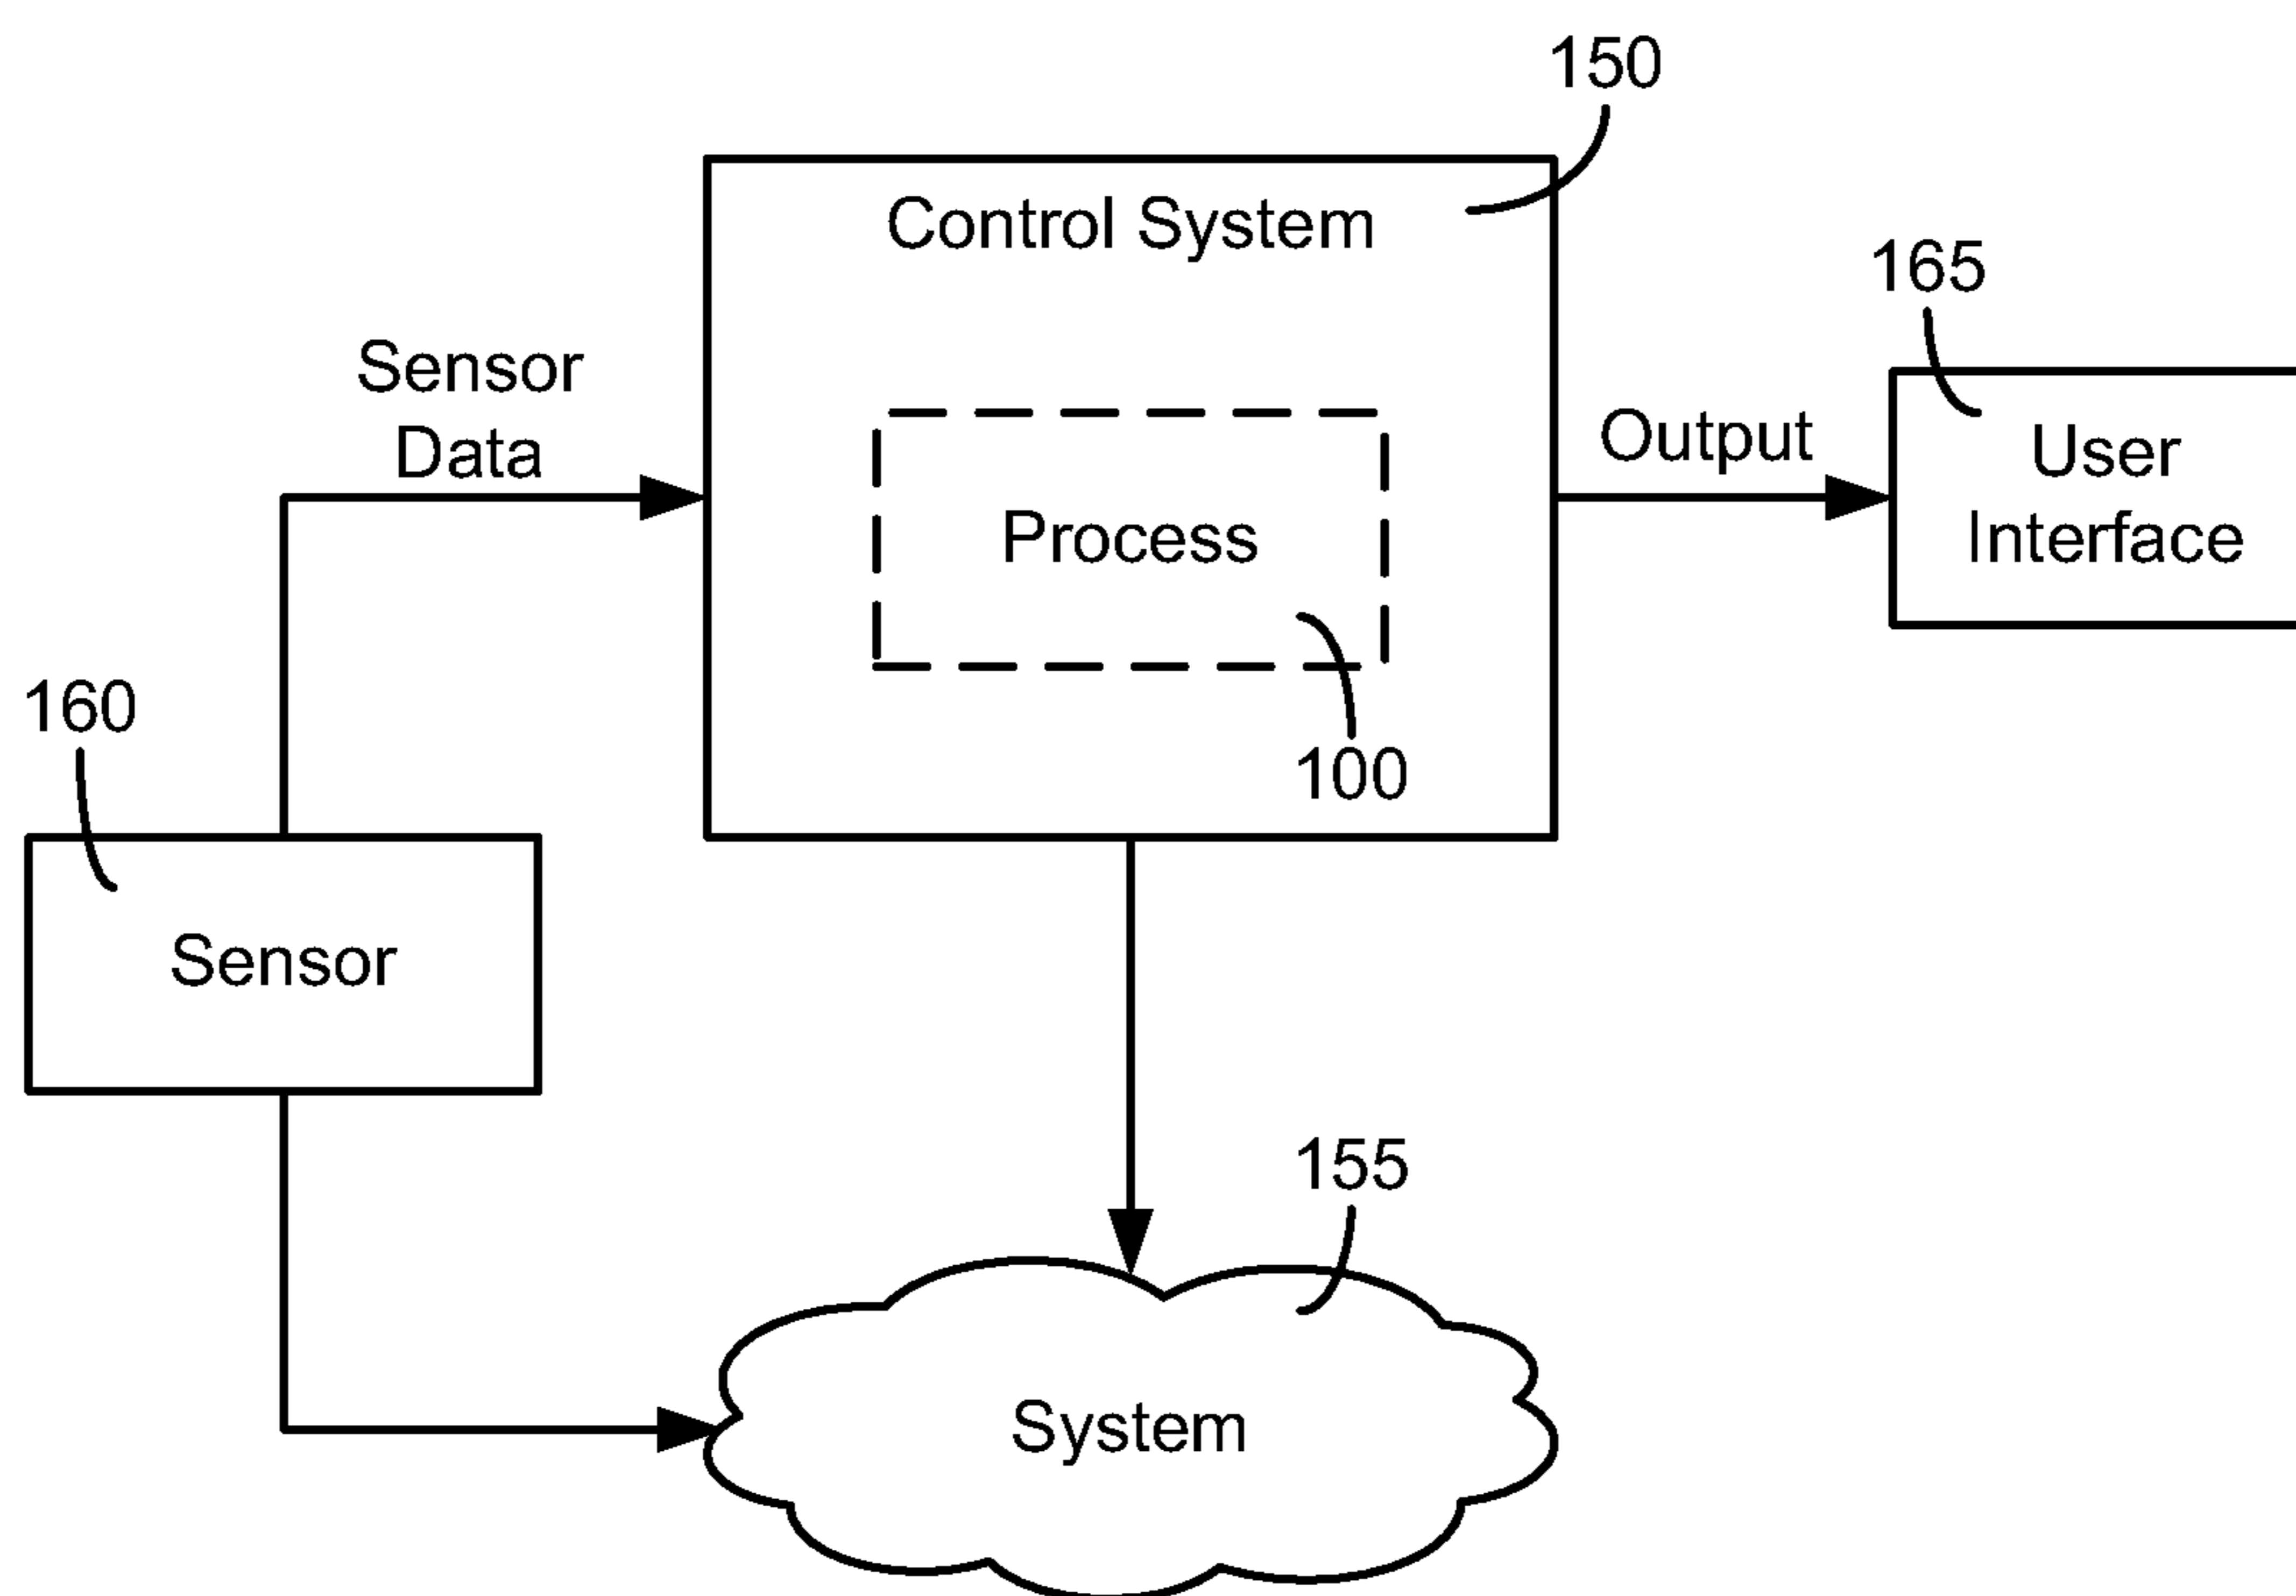 150
Control System
165
Sensor
Data
Output
User
Interface
Process
160
100
Sensor
155
System